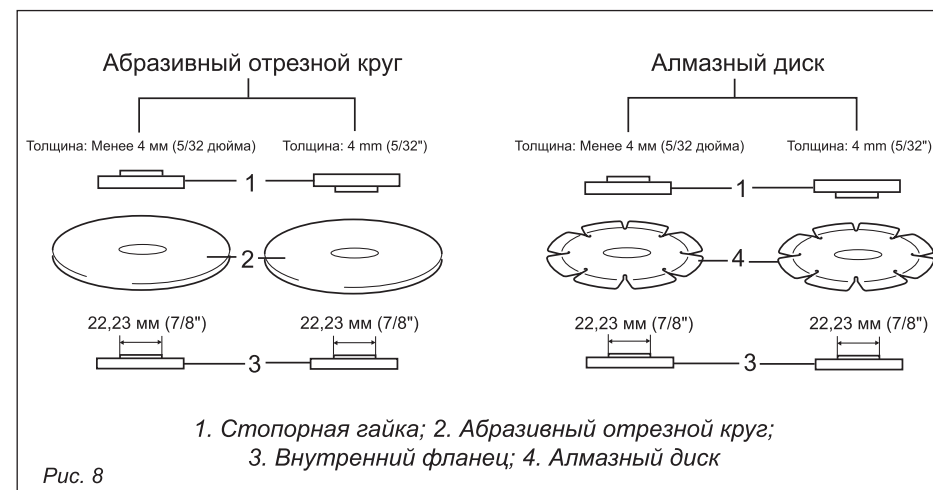 Абразивный отрезной круг
Алмазный диск
Толщина: Менее 4 мм (5/32 дюйма)
Толщина: 4 mm (5/32")
Толщина: Менее 4 мм (5/32 дюйма)
Толщина: 4 mm (5/32")
1
1
2
4
22,23 мм (7/8")
22,23 мм (7/8")
22,23 мм (7/8")
22,23 мм (7/8")
3
3
1. Стопорная гайка; 2. Абразивный отрезной круг;
3. Внутренний фланец; 4. Алмазный диск
Рис. 8